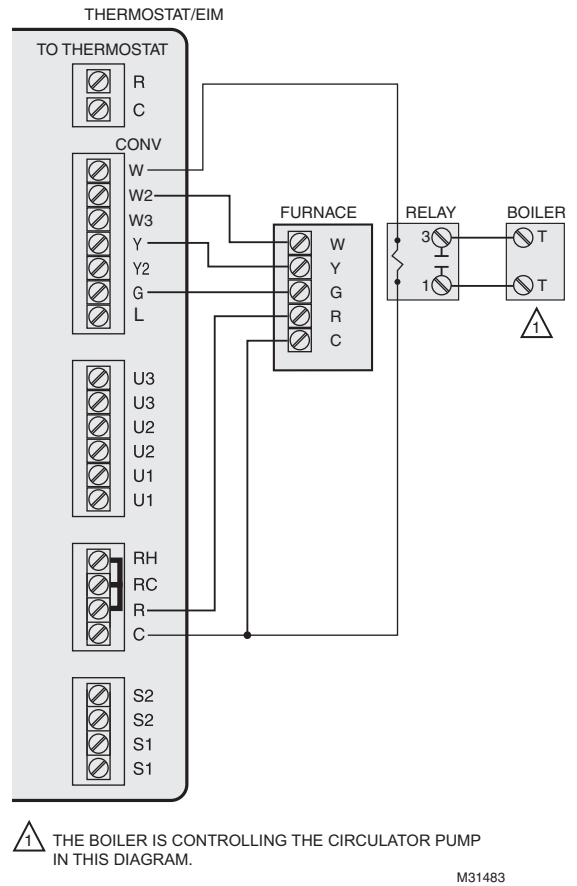 THERMOSTAT/EIM
TO THERMOSTAT
R
C
CONV
W
W2
W3
Y
Y2
G
L
FURNACE
W
Y
G
R
C
RELAY
3
1
BOILER
T
T
1
U3
U3
U2
U2
U1
U1
RH
RC
R
C
S2
S2
S1
S1
1 THE BOILER IS CONTROLLING THE CIRCULATOR PUMP
IN THIS DIAGRAM.
M31483